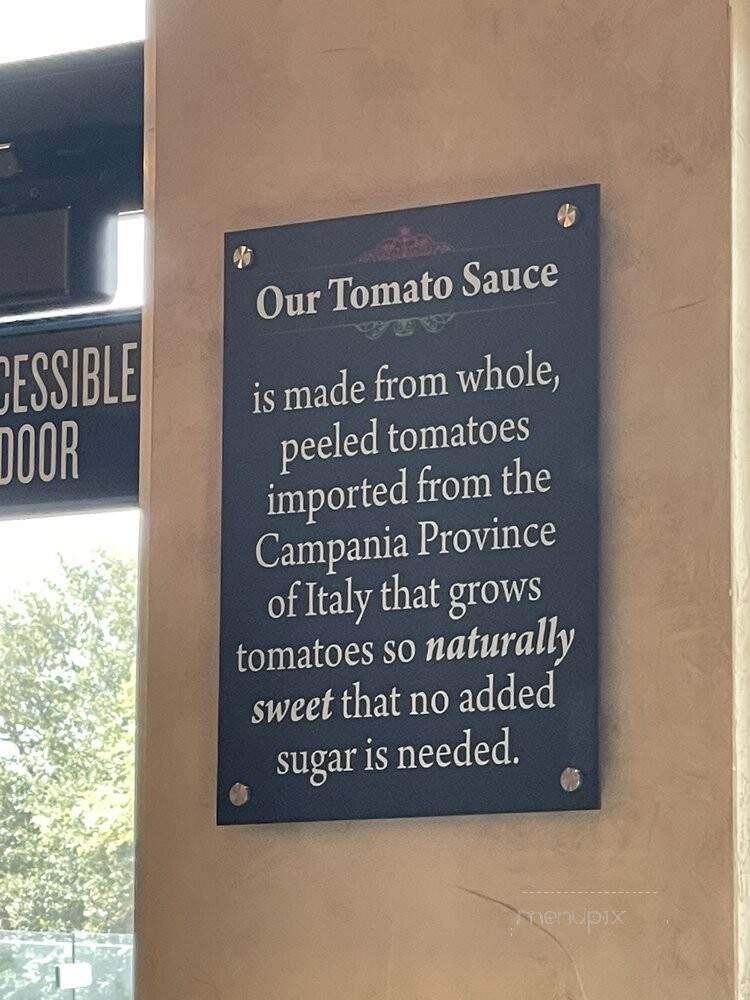 CESSIBLE
DOOR
Our Tomato Sauce
is made from whole,
peeled tomatoes
imported from the
Campania Province
of Italy that grows
tomatoes so naturally
sweet that no added
sugar is needed.
menupix